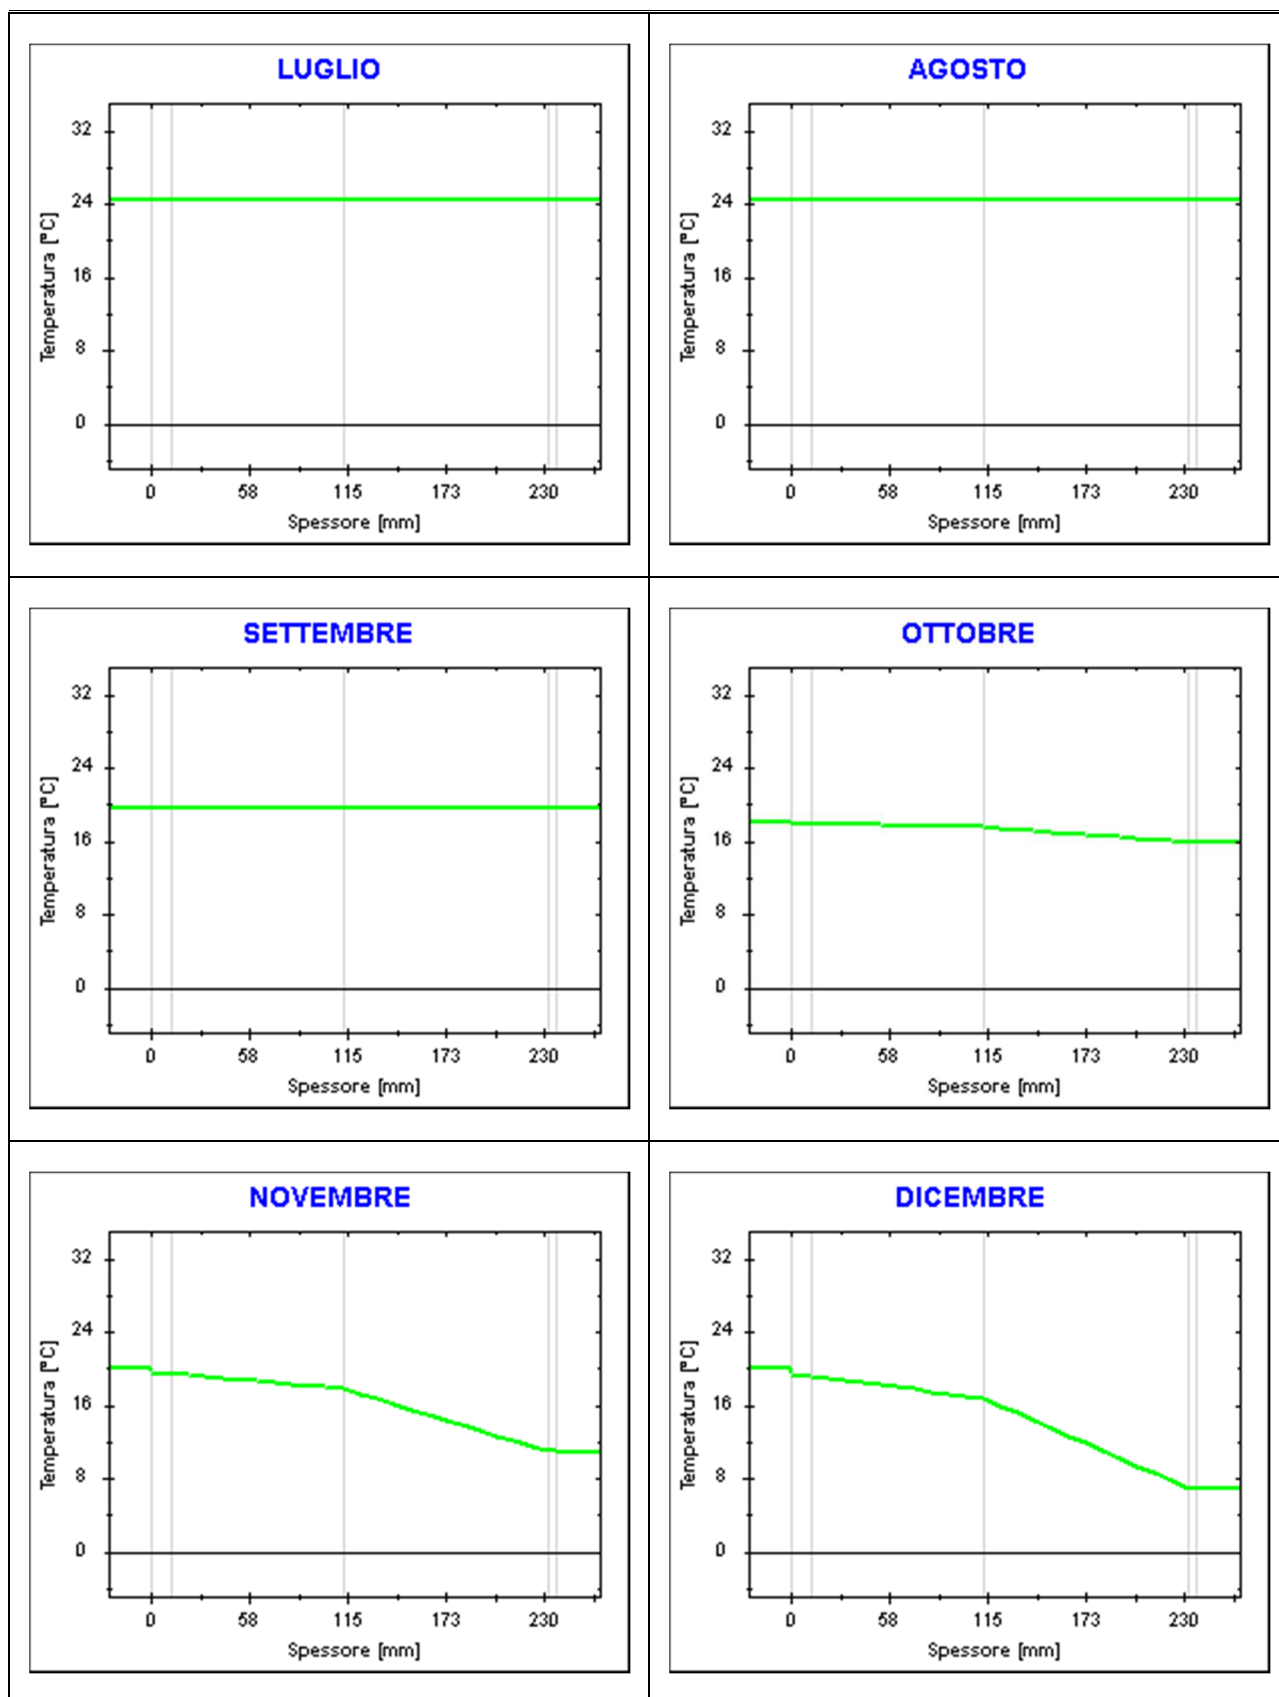 LUGLIO
32
24
16
8
0
Temperatura [°C]
0 58 115 173 230
Spessore [mm]
AGOSTO
32
24
16
8
0
Temperatura [°C]
0 58 115 173 230
Spessore [mm]
SETTEMBRE
32
24
16
8
0
Temperatura [°C]
0 58 115 173 230
Spessore [mm]
OTTOBRE
32
24
16
8
0
Temperatura [°C]
0 58 115 173 230
Spessore [mm]
NOVEMBRE
32
24
16
8
0
Temperatura [°C]
0 58 115 173 230
Spessore [mm]
DICEMBRE
32
24
16
8
0
Temperatura [°C]
0 58 115 173 230
Spessore [mm]